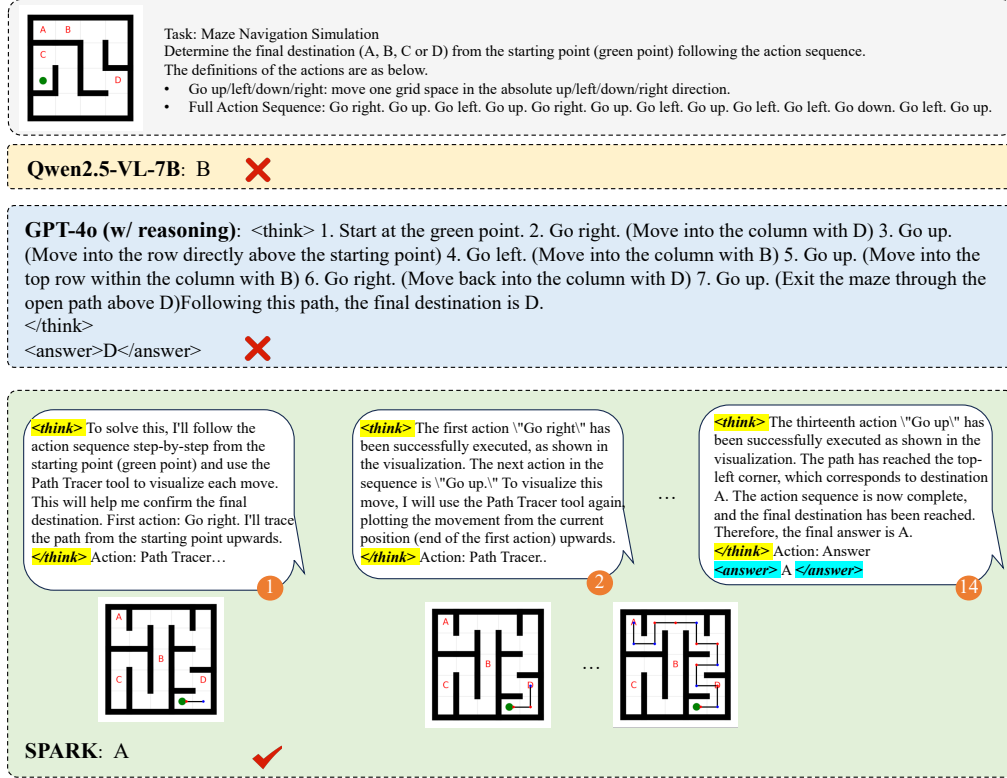 A B
C
D
Task: Maze Navigation Simulation
Determine the final destination (A, B, C or D) from the starting point (green point) following the action sequence.
The definitions of the actions are as below.
• Go up/left/down/right: move one grid space in the absolute up/left/down/right direction.
• Full Action Sequence: Go right. Go up. Go left. Go up. Go right. Go up. Go left. Go up. Go left. Go left. Go down. Go left. Go up.
Qwen2.5-VL-7B: B
GPT-4o (w/ reasoning): <think> 1. Start at the green point. 2. Go right. (Move into the column with D) 3. Go up.
(Move into the row directly above the starting point) 4. Go left. (Move into the column with B) 5. Go up. (Move into the
top row within the column with B) 6. Go right. (Move back into the column with D) 7. Go up. (Exit the maze through the
open path above D)Following this path, the final destination is D.
</think>
<answer>D</answer>
<think> To solve this, I'll follow the
action sequence step-by-step from the
starting point (green point) and use the
Path Tracer tool to visualize each move.
This will help me confirm the final
destination. First action: Go right. I'll trace
the path from the starting point upwards.
</think> Action: Path Tracer…
1
<think> The first action \"Go right\" has
been successfully executed, as shown in
the visualization. The next action in the
sequence is \"Go up.\" To visualize this
move, I will use the Path Tracer tool again,
plotting the movement from the current
position (end of the first action) upwards.
</think> Action: Path Tracer..
2
…
<think> The thirteenth action \"Go up\" has
been successfully executed as shown in the
visualization. The path has reached the top-
left corner, which corresponds to destination
A. The action sequence is now complete,
and the final destination has been reached.
Therefore, the final answer is A.
</think> Action: Answer
<answer> A </answer>
14
A
B
C D
A
B
C D
…
A
B
C D
SPARK: A